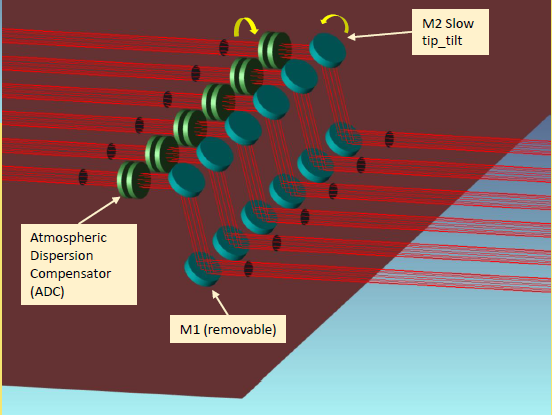 M2 Slow
tip_tilt
Atmospheric
Dispersion
Compensator
(ADC)
M1 (removable)